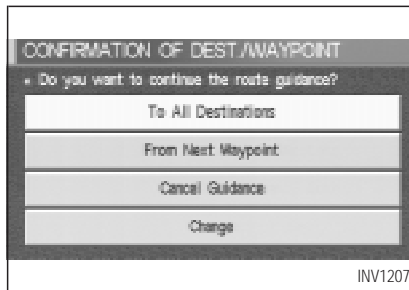 CONFIRMATION OF DEST./WAYPOINT
• Do you want to continue the route guidance?
To All Destinations
From Next Waypoint
Cancel Guidance
Change
INV1207